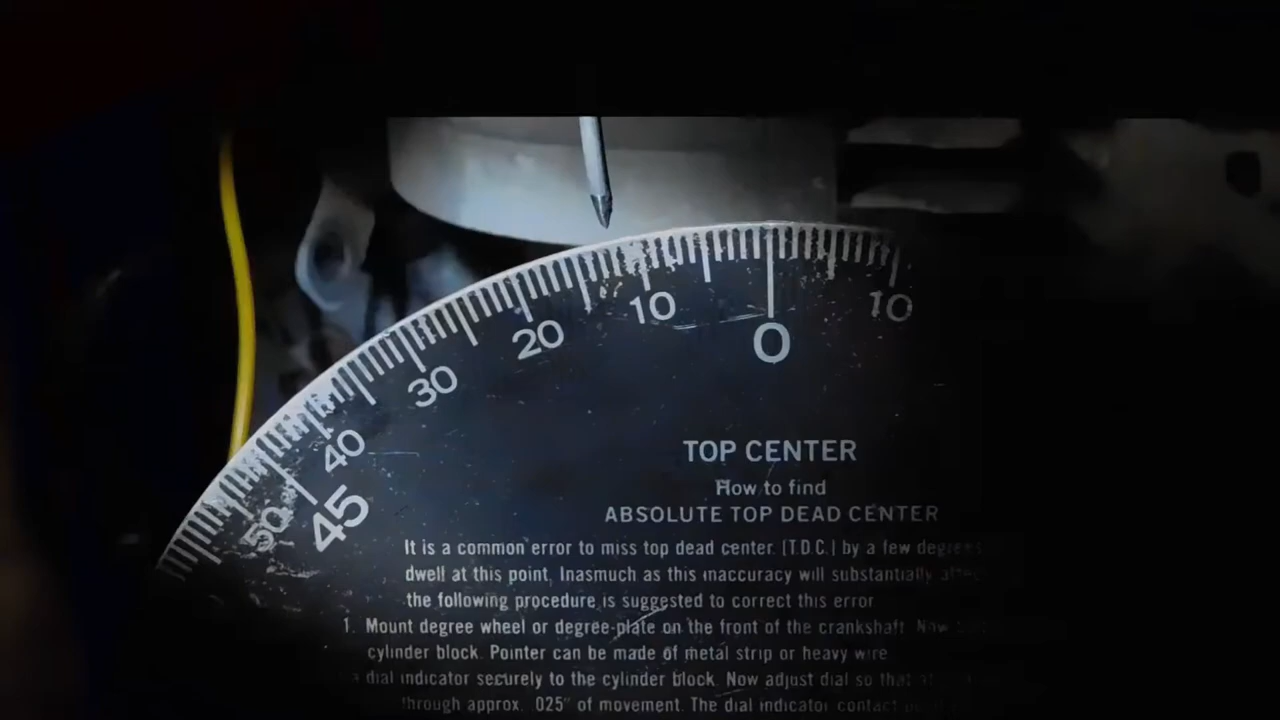 50 45 40 30 20 10 0 10
TOP CENTER
How to find
ABSOLUTE TOP DEAD CENTER
It is a common error to miss top dead center. (T.D.C.) by a few degrees
dwell at this point. Inasmuch as this inaccuracy will substantially
the following procedure is suggested to correct this error
1. Mount degree wheel or degree-plate on the front of the crankshaft. Now
cylinder block. Pointer can be made of metal strip or heavy wire
a dial indicator securely to the cylinder block. Now adjust dial so that
through approx. .025" of movement. The dial indicator contact